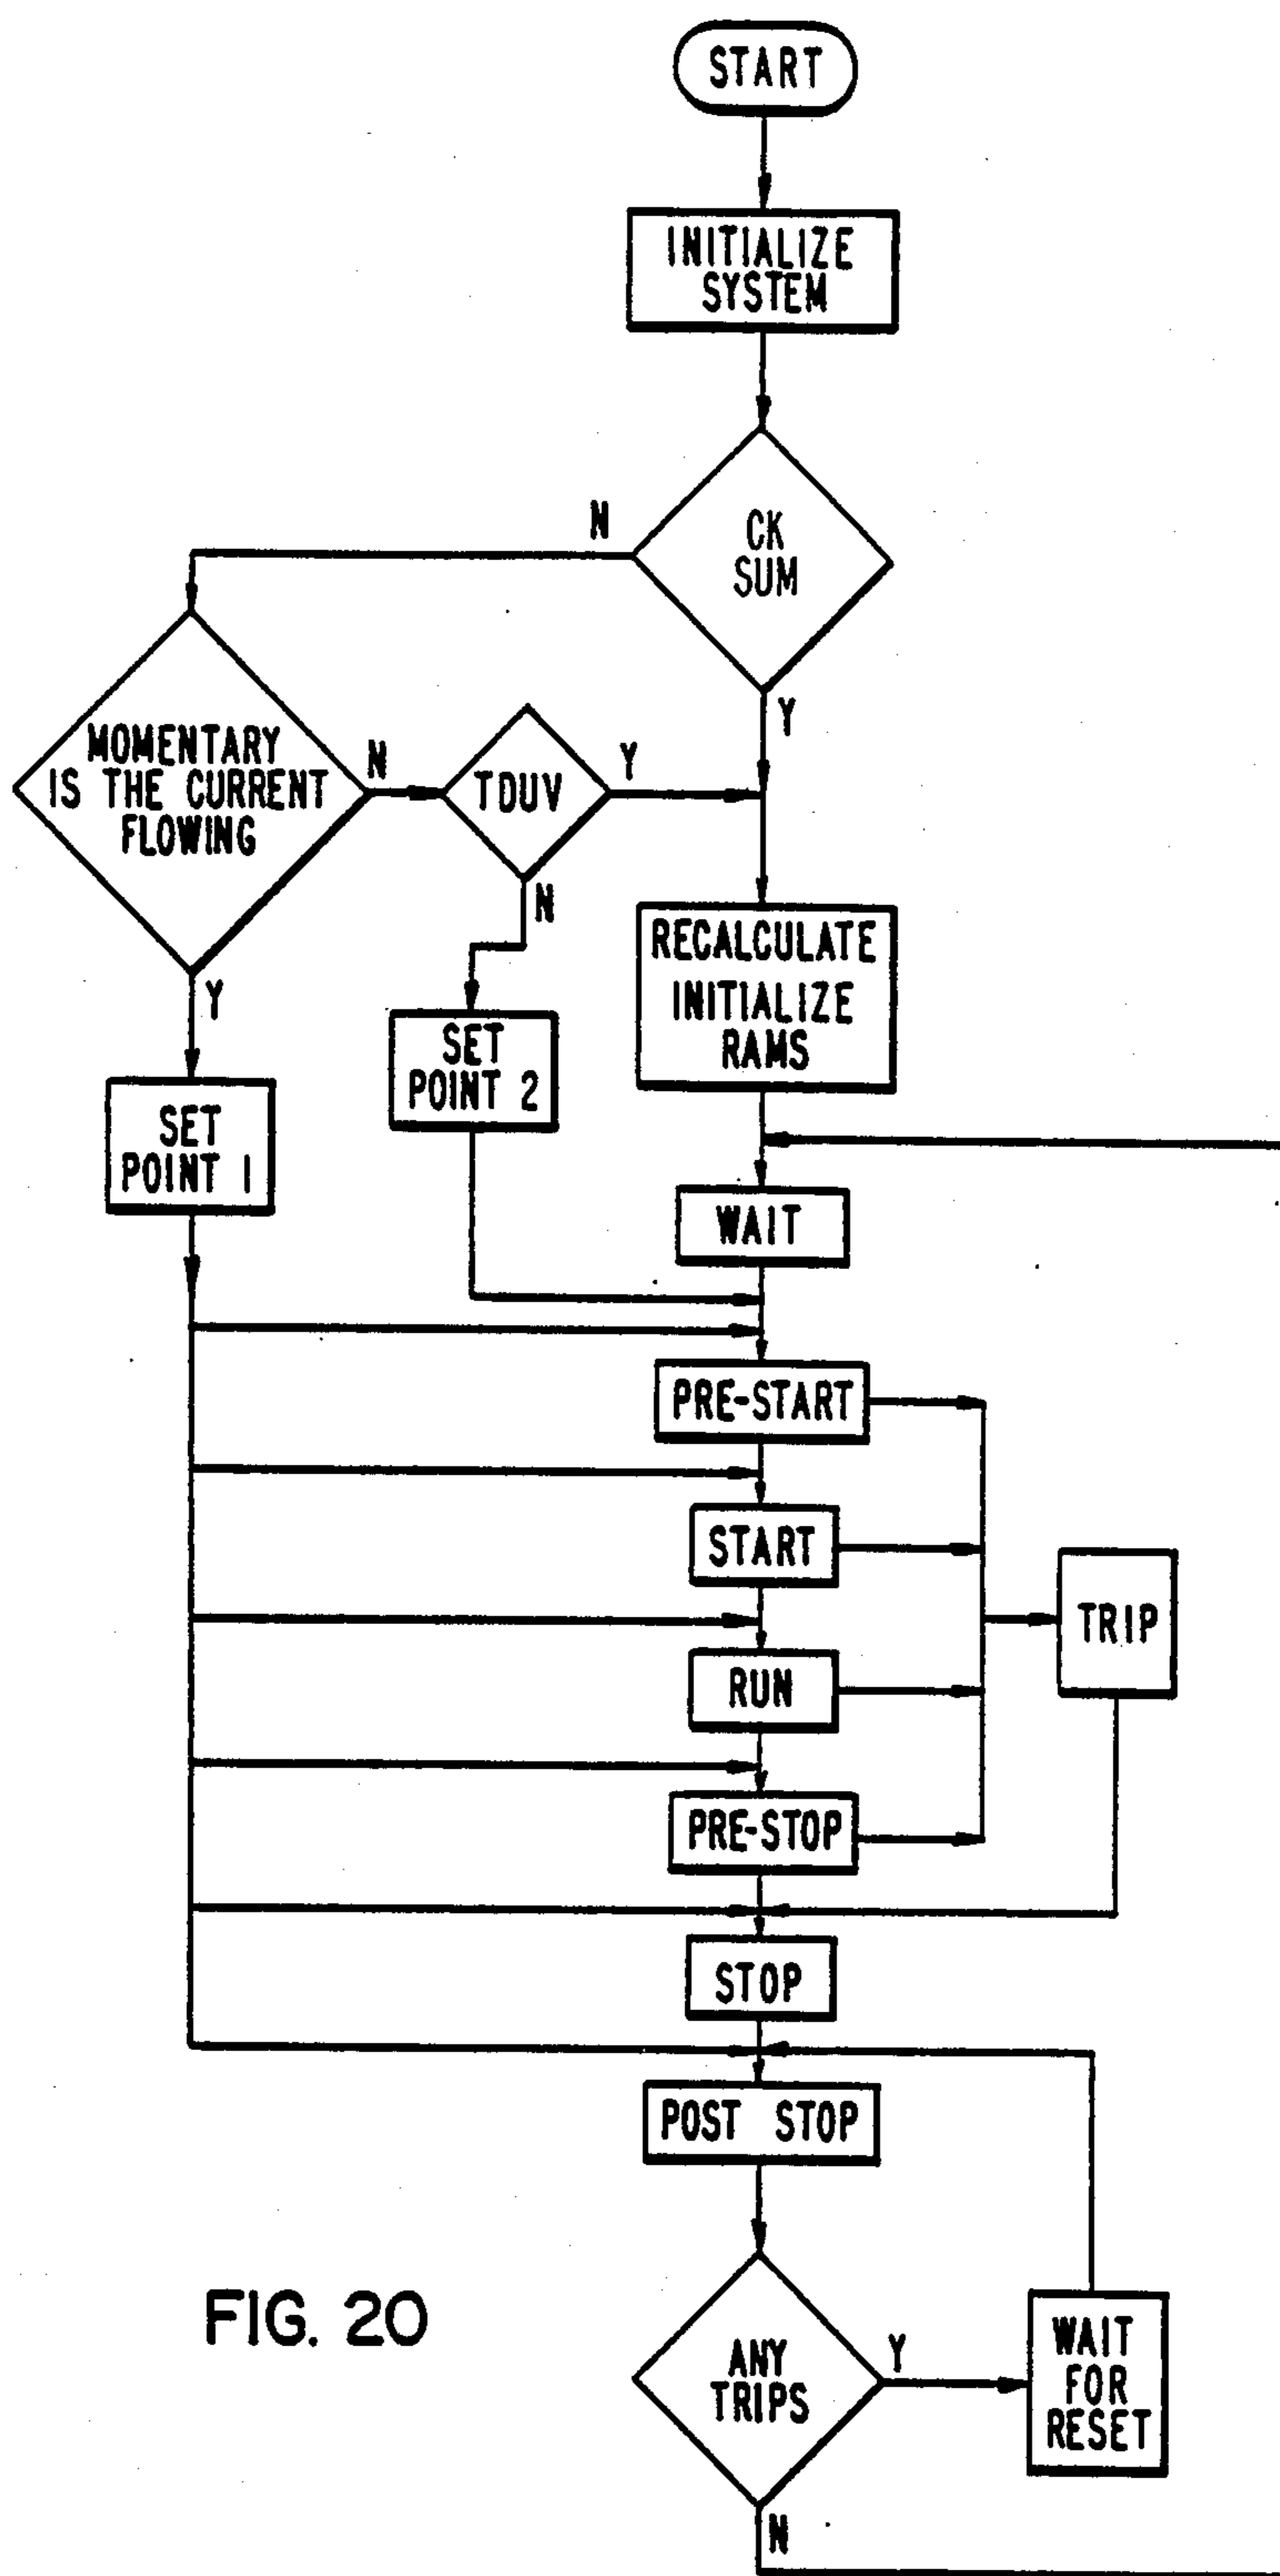 START
INITIALIZE
SYSTEM
CK
SUM
N
Y
MOMENTARY
IS THE CURRENT
FLOWING
N
TDUV
Y
N
Y
RECALCULATE
INITIALIZE
RAMS
SET
POINT 2
SET
POINT 1
WAIT
PRE-START
START
TRIP
RUN
PRE-STOP
STOP
POST STOP
ANY
TRIPS
Y
WAIT
FOR
RESET
N
FIG. 20